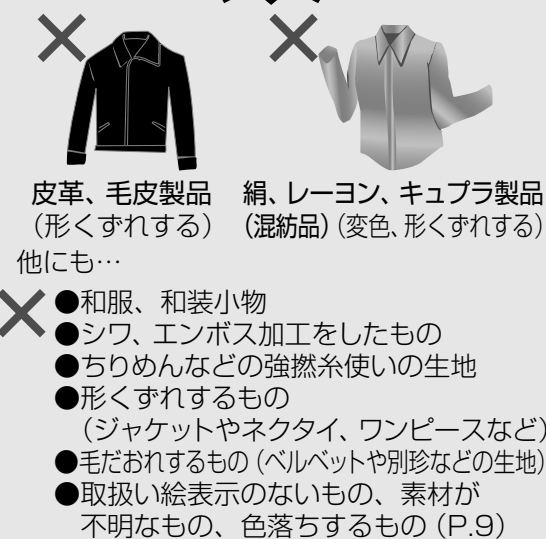 皮革、毛皮製品
(形くずれする)
絹、レーヨン、キュプラ製品
(混紡品)(変色、形くずれする)
他にも…
●和服、和装小物
●シワ、エンボス加工をしたもの
●ちりめんなどの強撚糸使いの生地
●形くずれするもの
(ジャケットやネクタイ、ワンピースなど)
●毛だおれするもの(ベルベットや別珍などの生地)
●取扱い絵表示のないもの、素材が
不明なもの、色落ちするもの(P.9)